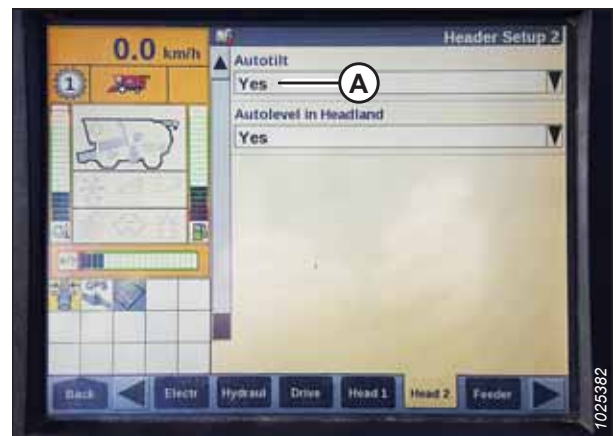 Header Setup 2
0.0 km/h
1
Autotilt
Yes
A
Autolevel in Headland
Yes
GPS
Back
Electr
Hydraul
Drive
Head 1
Head 2
Feeder
1025382